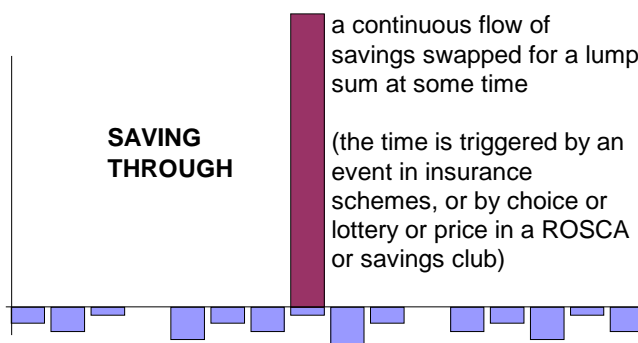 a continuous flow of
savings swapped for a lump
sum at some time
SAVING
THROUGH
(the time is triggered by an
event in insurance
schemes, or by choice or
lottery or price in a ROSCA
or savings club)